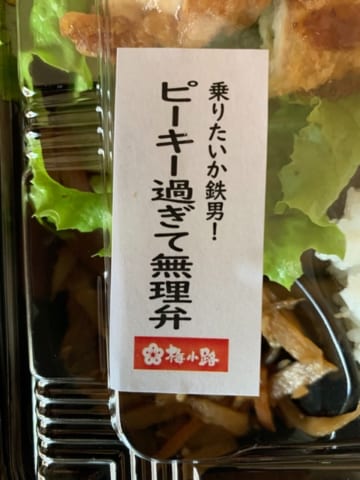 乗りたいか鉄男！
ピーキー過ぎて無理弁
梅小路